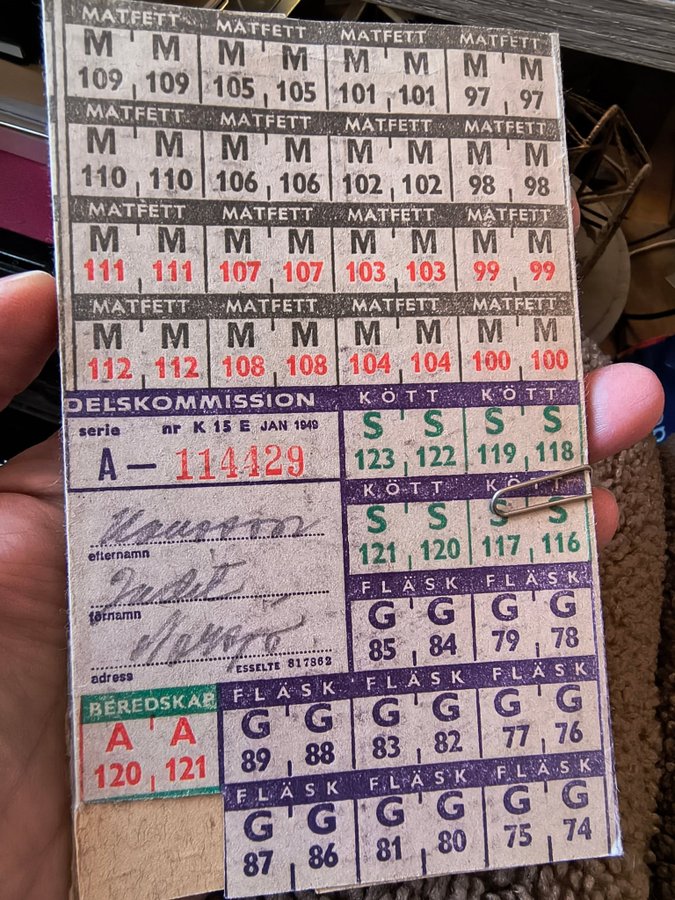 MATFETT MATFETT MATFETT MATFETT
M M M M M M M M
109 109 105 105 101 101 97 97
MATFETT MATFETT MATFETT MATFETT
M M M M M M M M
110 110 106 106 102 102 98 98
MATFETT MATFETT MATFETT MATFETT
M M M M M M M M
111 111 107 107 103 103 99 99
MATFETT MATFETT MATFETT MATFETT
M M M M M M M M
112 112 108 108 104 104 100 100
DELSKOMMISSION
serie nr K 15 E JAN 1949
A — 114429
efternamn
Judit
förnamn
adress ESSELTE 817862
KÖTT KÖTT
S S S S
123 122 119 118
KÖTT KÖTT
S S S S
121 120 117 116
FLÄSK FLÄSK
G G G G
85 84 79 78
BEREDSKAP
A A
120 121
FLÄSK FLÄSK FLÄSK
G G G G G G
89 88 83 82 77 76
FLÄSK FLÄSK FLÄSK
G G G G G G
87 86 81 80 75 74